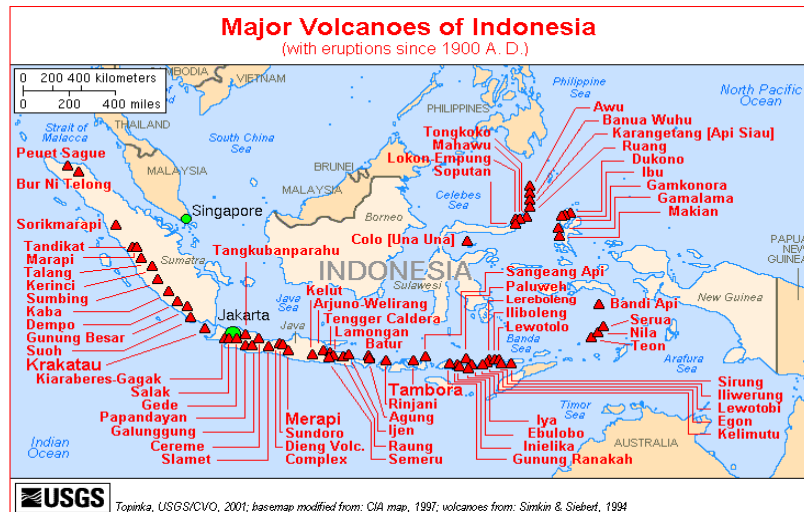 Major Volcanoes of Indonesia
(with eruptions since 1900 A. D.)
0 200 400 kilometers
0 200 400 miles
CAMBODIA
VIETNAM
THAILAND
Strait of
Malacca
South China
Sea
PHILIPPINES
Philippine
Sea
North Pacific
Ocean
MALAYSIA
BRUNEI
MALAYSIA
Celebes
Sea
Borneo
Singapore
Sumatra
INDONESIA
Sulawesi
Java
Sea
Jakarta
Java
Banda
Sea
New Guinea
PAPUA
NEW
GUINEA
Arafura
Sea
Timor
Sea
AUSTRALIA
Indian
Ocean
Peuet Sague
Bur Ni Telong
Sorikmarapi
Tandikat
Marapi
Talang
Kerinci
Sumbing
Kaba
Dempo
Gunung Besar
Suoh
Krakatau
Kiaraberes-Gagak
Salak
Gede
Papandayan
Galunggung
Cereme
Slamet
Tangkubanparahu
Merapi
Sundoro
Dieng Volc.
Complex
Kelut
Arjuno-Welirang
Tengger Caldera
Lamongan
Batur
Tambora
Rinjani
Agung
Ijen
Raung
Semeru
Sangeang Api
Paluweh
Lereboleng
Iliboleng
Lewotolo
Iya
Ebulobo
Inielika
Gunung Ranakah
Sirung
Iliwerung
Lewotobi
Egon
Kelimutu
Bandi Api
Serua
Nila
Teon
Colo [Una Una]
Tongkoko
Mahawu
Lokon Empung
Soputan
Awu
Banua Wuhu
Karangetang [Api Siau]
Ruang
Dukono
Ibu
Gamkonora
Gamalama
Makian
USGS
Topinka, USGS/CVO, 2001; basemap modified from: CIA map, 1997; volcanoes from: Simkin & Siebert, 1994